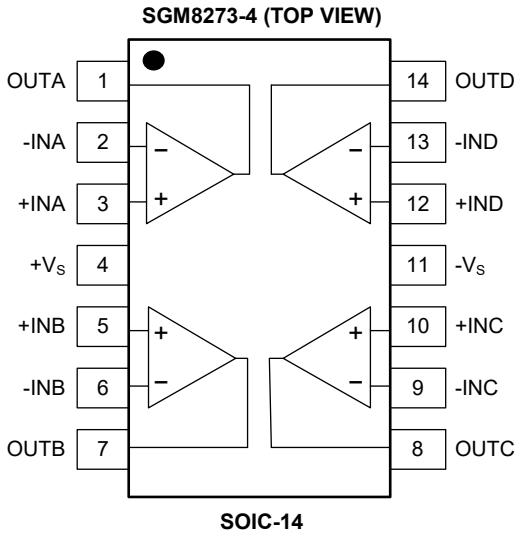 SGM8273-4 (TOP VIEW)
OUTA 1 14 OUTD
-INA 2 − − 13 -IND
+INA 3 + + 12 +IND
+VS 4 11 -VS
+INB 5 + + 10 +INC
-INB 6 − − 9 -INC
OUTB 7 8 OUTC
SOIC-14